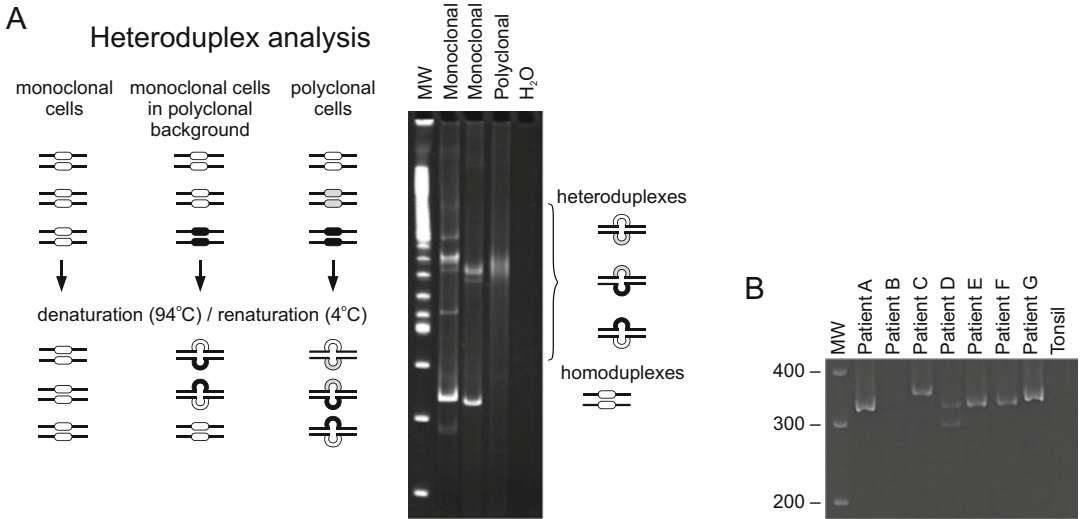 A
Heteroduplex analysis
monoclonal
cells
monoclonal cells
in polyclonal
background
polyclonal
cells
denaturation (94°C) / renaturation (4°C)
MW
Monoclonal
Monoclonal
Polyclonal
H₂O
heteroduplexes
homoduplexes
B
MW
Patient A
Patient B
Patient C
Patient D
Patient E
Patient F
Patient G
Tonsil
400 –
300 –
200 –